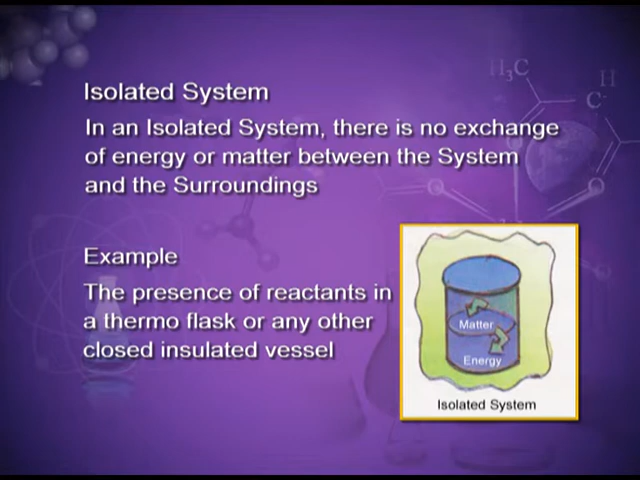 Isolated System
In an Isolated System, there is no exchange
of energy or matter between the System
and the Surroundings
Example
The presence of reactants in
a thermo flask or any other
closed insulated vessel
Matter
Energy
Isolated System
H₃C
H
C